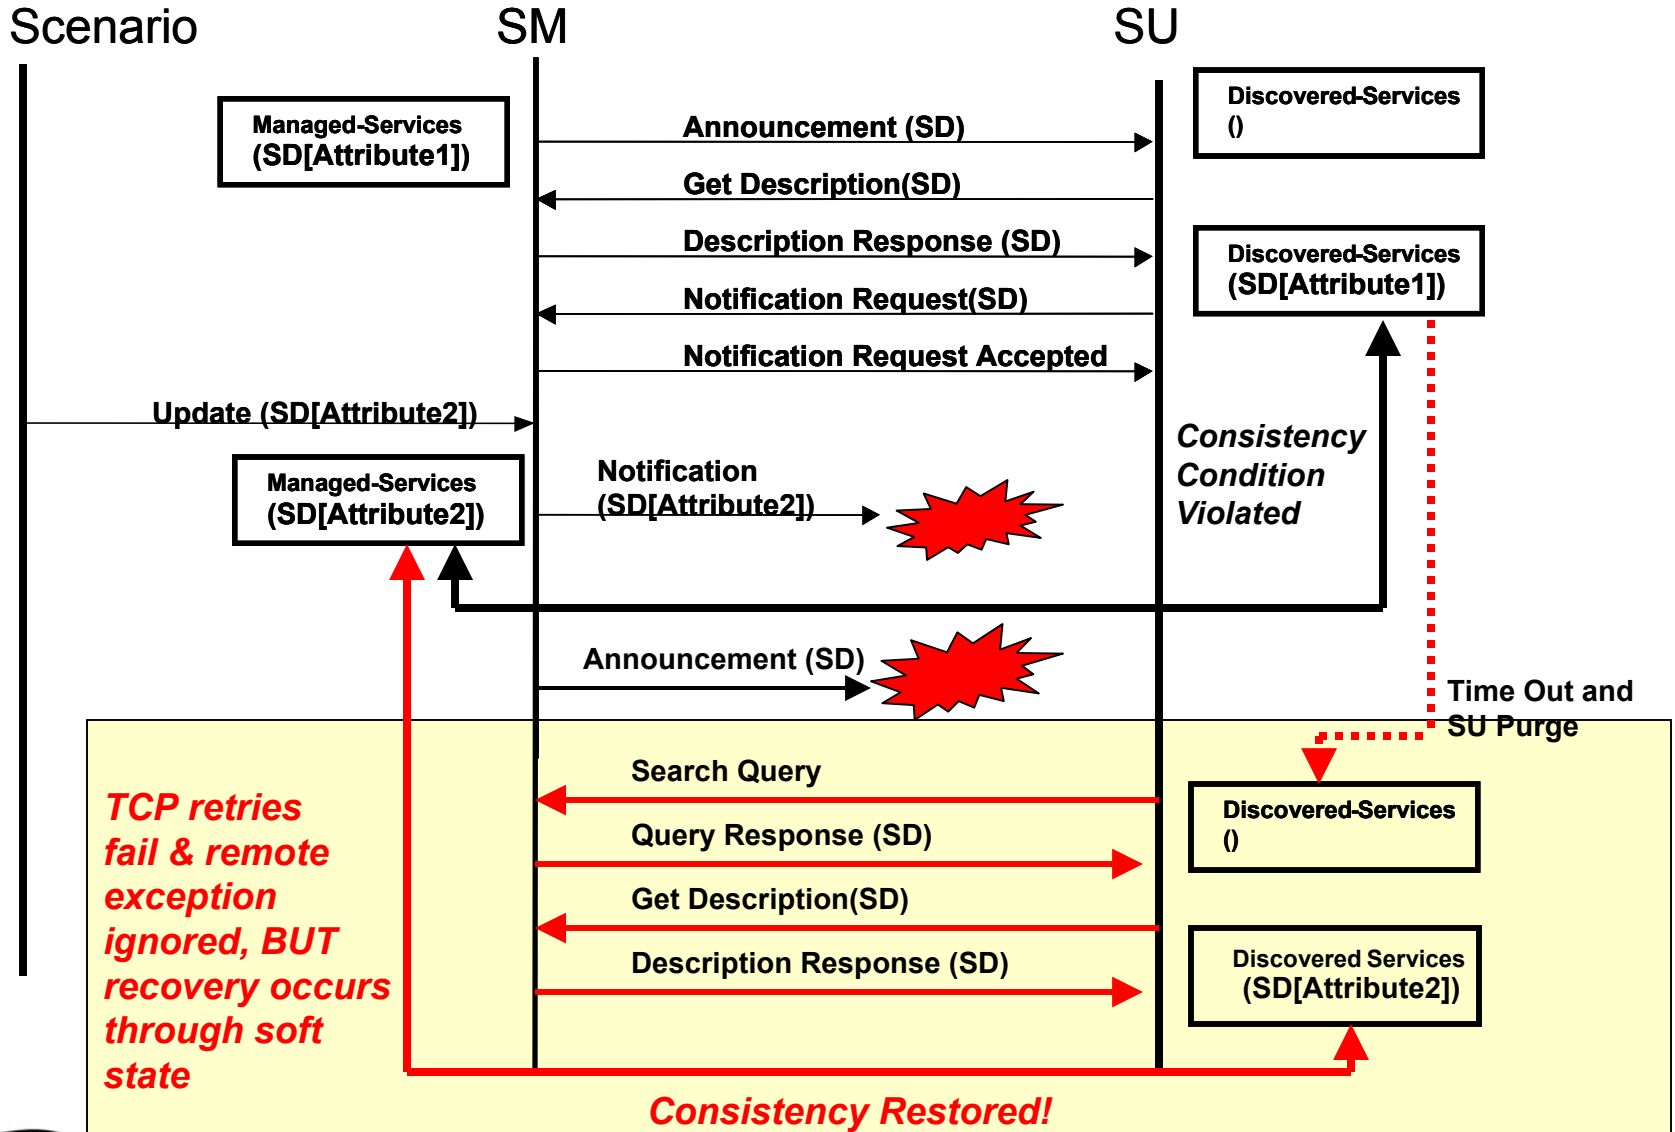 Scenario
SM
SU
Managed-Services
(SD[Attribute1])
Announcement (SD)
Discovered-Services
()
Get Description(SD)
Description Response (SD)
Discovered-Services
(SD[Attribute1])
Notification Request(SD)
Notification Request Accepted
Update (SD[Attribute2])
Consistency
Condition
Violated
Managed-Services
(SD[Attribute2])
Notification
(SD[Attribute2])
Announcement (SD)
Time Out and
SU Purge
TCP retries
fail & remote
exception
ignored, BUT
recovery occurs
through soft
state
Search Query
Discovered-Services
()
Query Response (SD)
Get Description(SD)
Description Response (SD)
Discovered Services
(SD[Attribute2])
Consistency Restored!